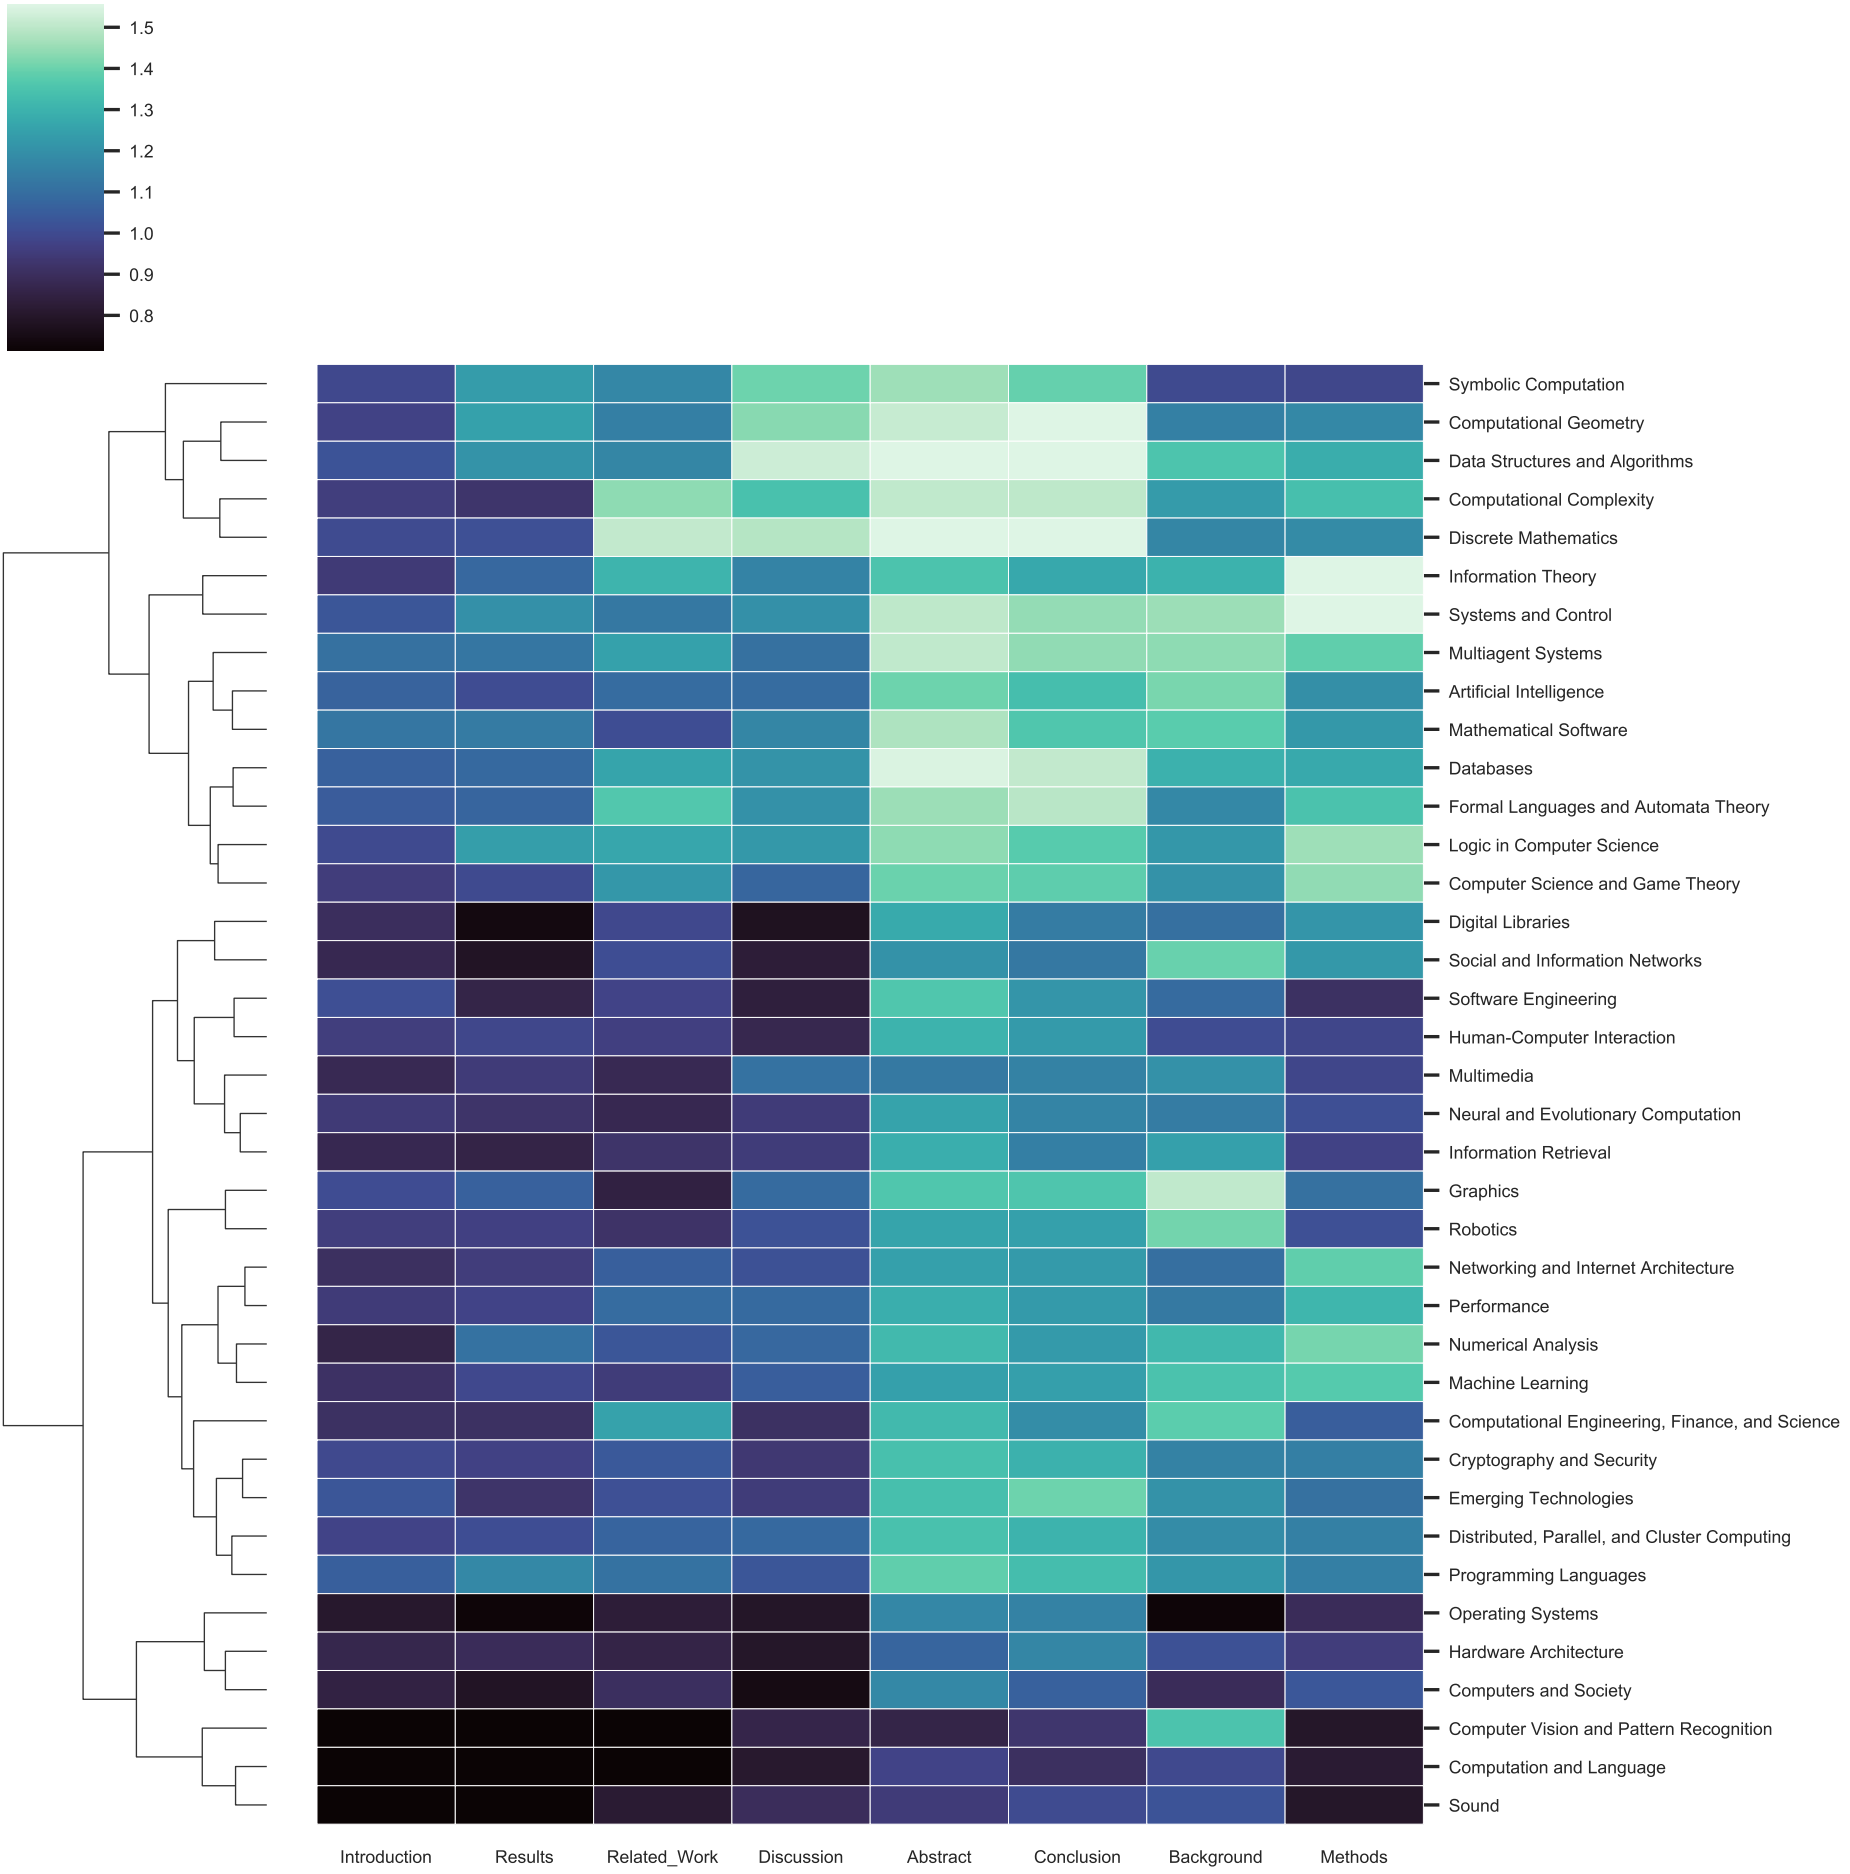 1.5
1.4
1.3
1.2
1.1
1.0
0.9
0.8
Symbolic Computation
Computational Geometry
Data Structures and Algorithms
Computational Complexity
Discrete Mathematics
Information Theory
Systems and Control
Multiagent Systems
Artificial Intelligence
Mathematical Software
Databases
Formal Languages and Automata Theory
Logic in Computer Science
Computer Science and Game Theory
Digital Libraries
Social and Information Networks
Software Engineering
Human-Computer Interaction
Multimedia
Neural and Evolutionary Computation
Information Retrieval
Graphics
Robotics
Networking and Internet Architecture
Performance
Numerical Analysis
Machine Learning
Computational Engineering, Finance, and Science
Cryptography and Security
Emerging Technologies
Distributed, Parallel, and Cluster Computing
Programming Languages
Operating Systems
Hardware Architecture
Computers and Society
Computer Vision and Pattern Recognition
Computation and Language
Sound
Introduction Results Related_Work Discussion Abstract Conclusion Background Methods